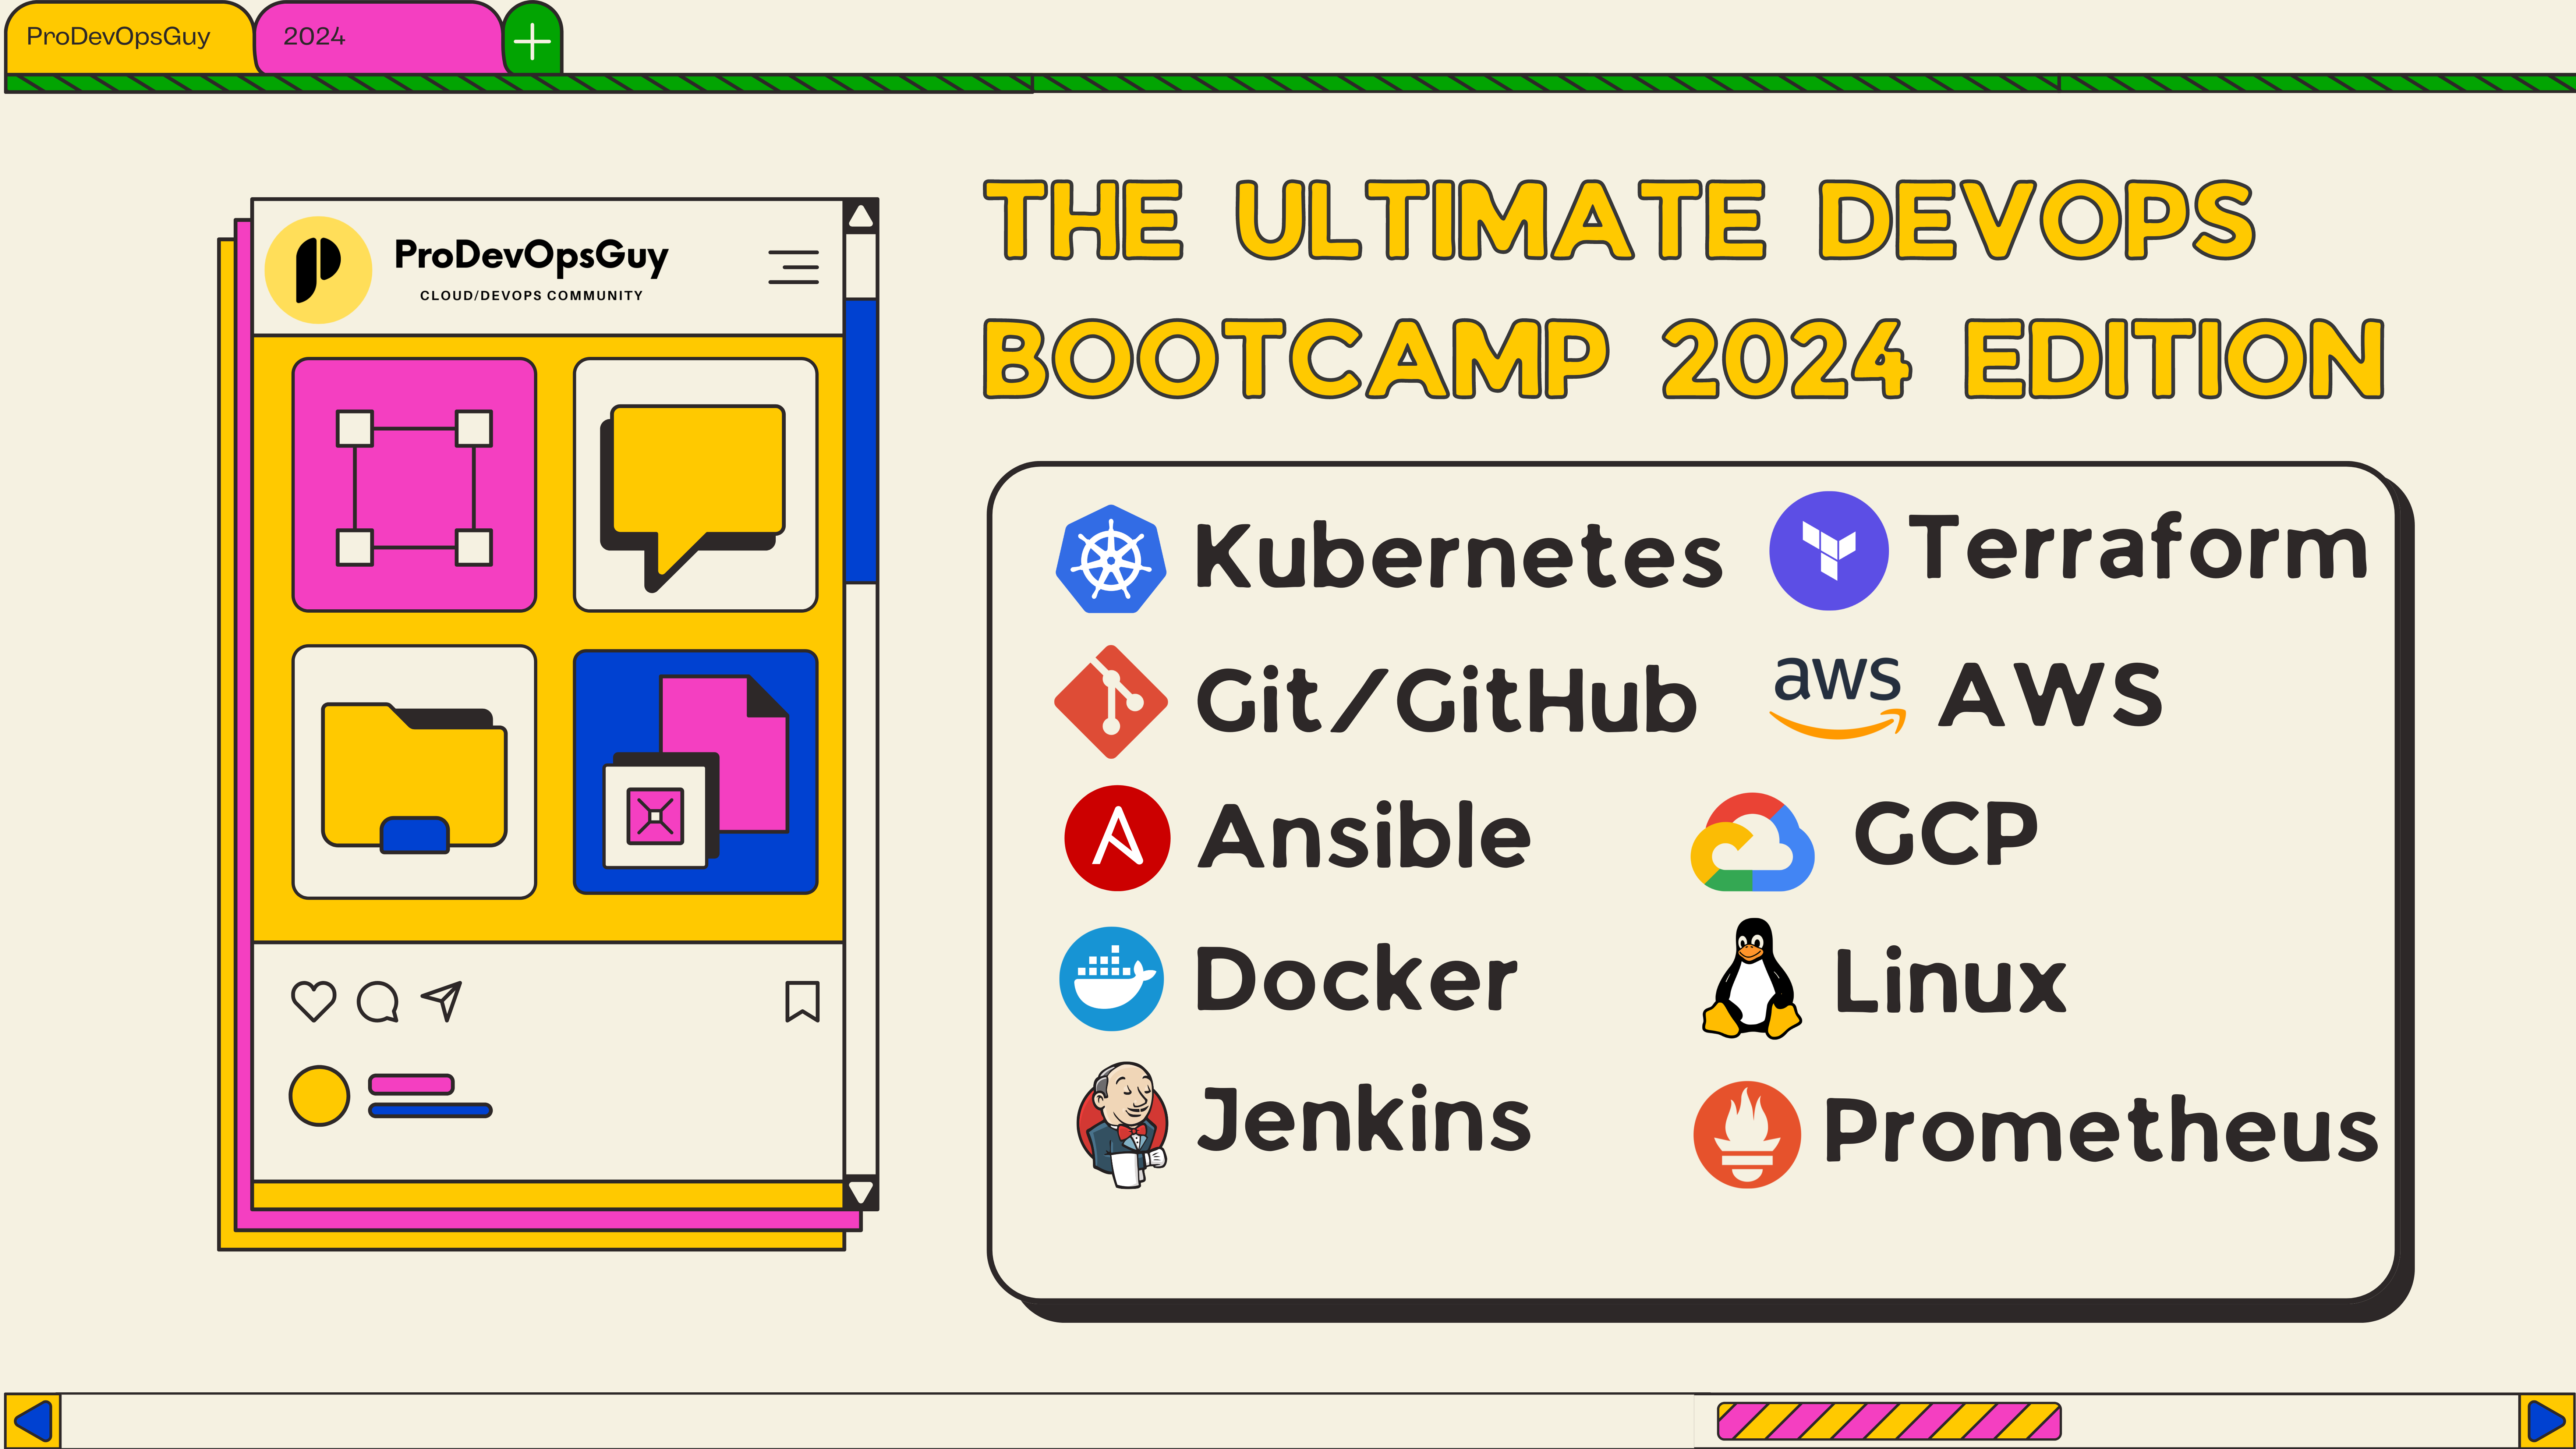 ProDevOpsGuy
2024
ProDevOpsGuy
CLOUD/DEVOPS COMMUNITY
THE ULTIMATE DEVOPS
BOOTCAMP 2024 EDITION
Kubernetes
Terraform
Git/GitHub
aws AWS
Ansible
GCP
Docker
Linux
Jenkins
Prometheus